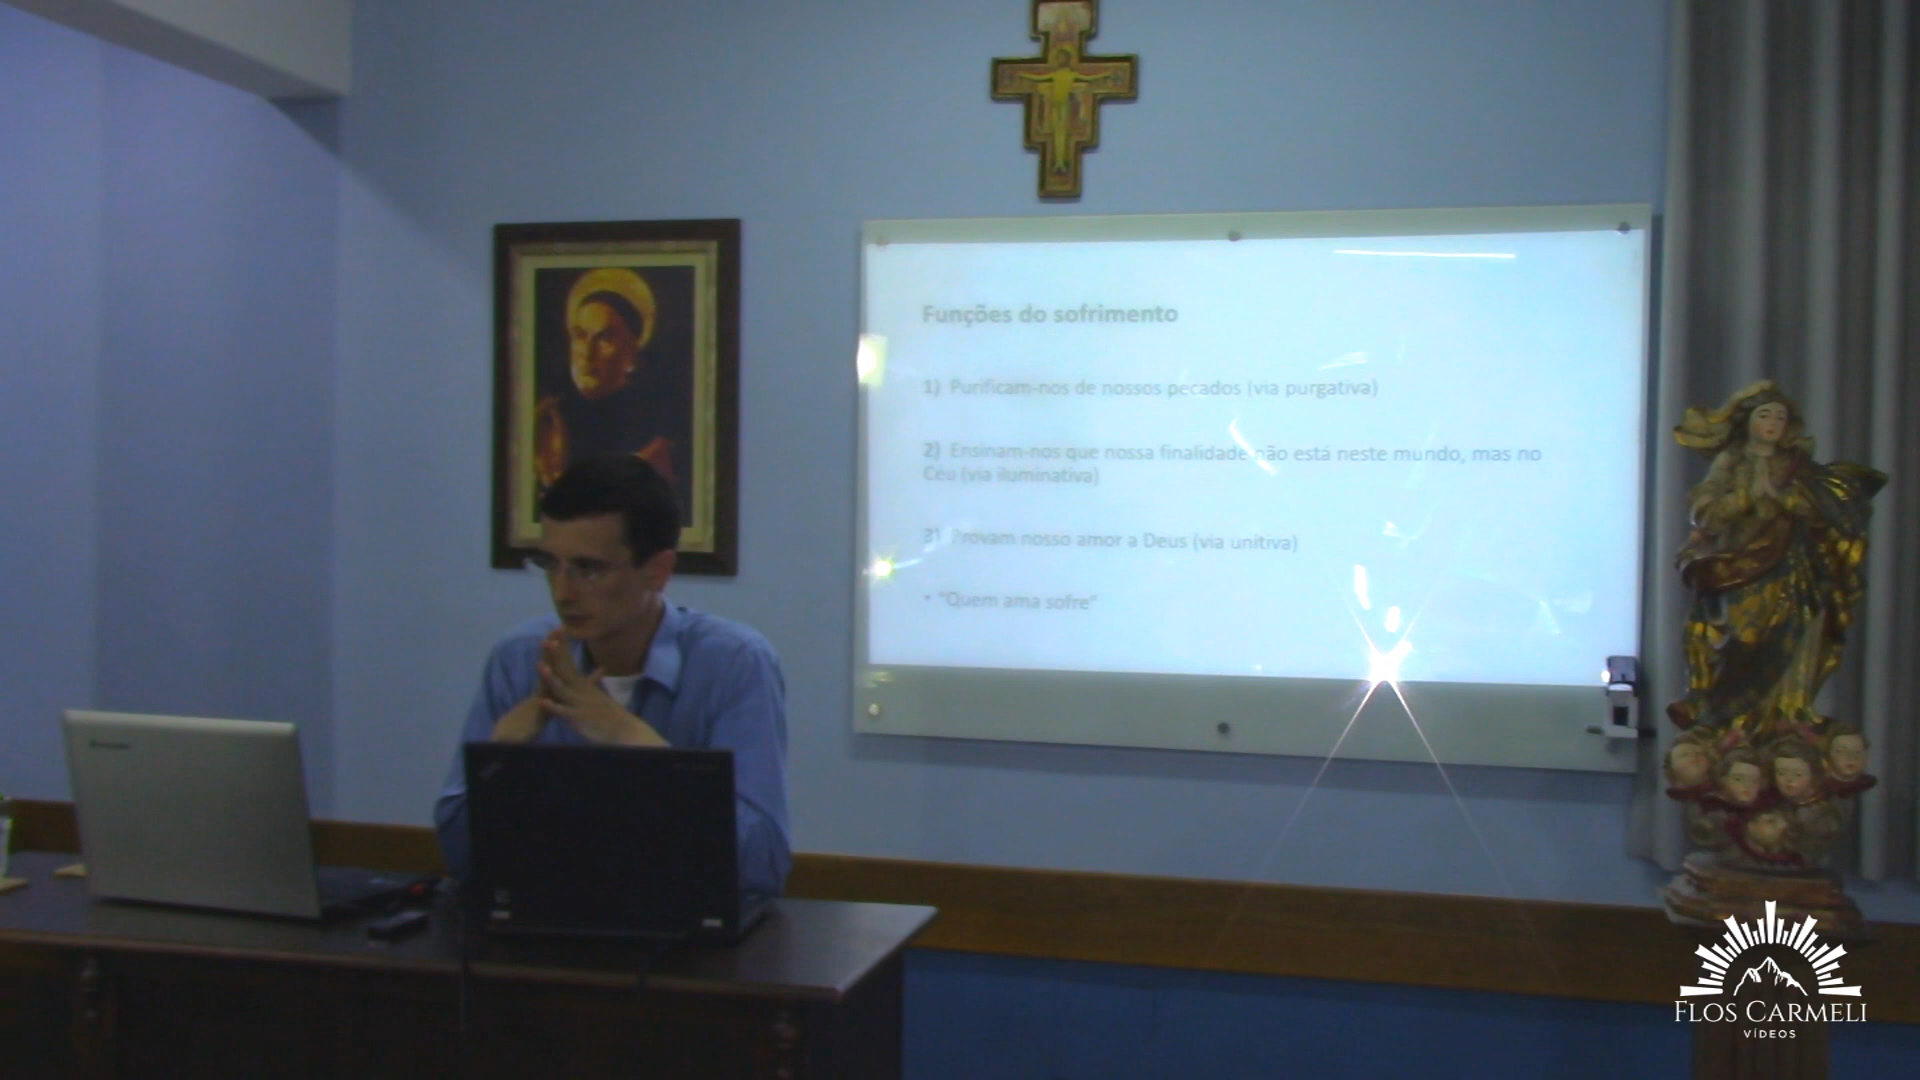 Funções do sofrimento
1) Purificam-nos de nossos pecados (via purgativa)
2) Ensinam-nos que nossa finalidade não está neste mundo, mas no
Céu (via iluminativa)
3) Provam nosso amor a Deus (via unitiva)
• "Quem ama sofre"
FLOS CARMELI
VÍDEOS